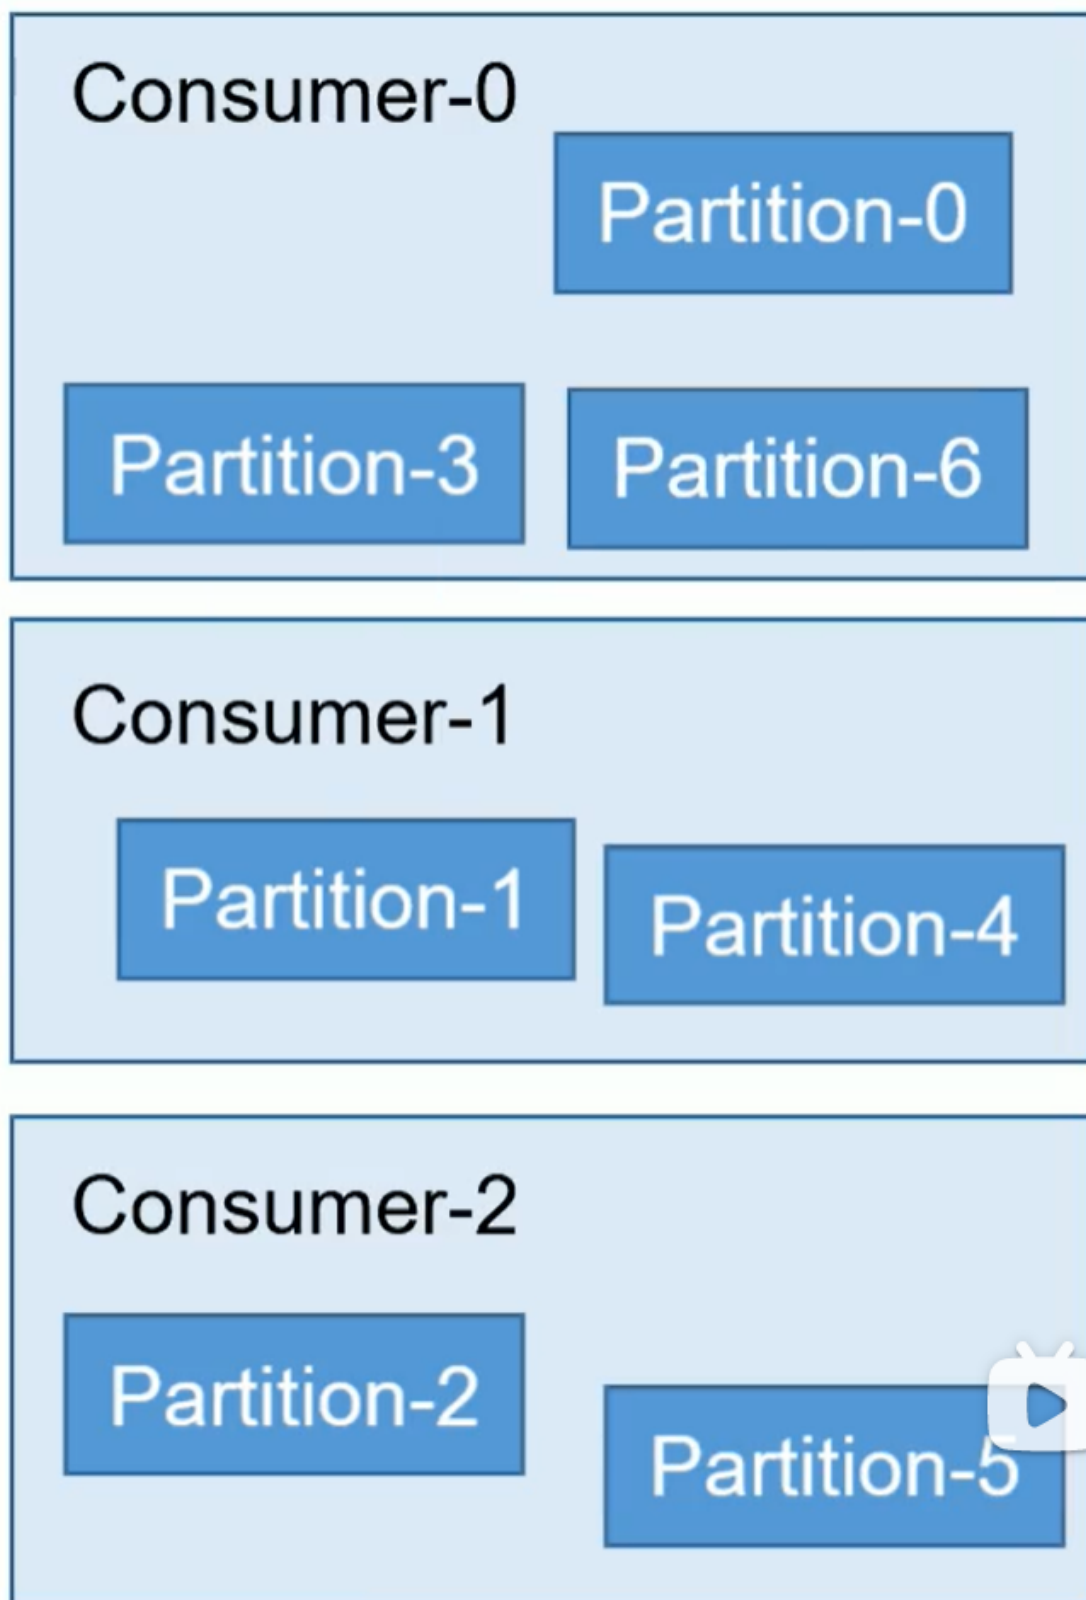 Consumer-0
Partition-0
Partition-3 Partition-6
Consumer-1
Partition-1 Partition-4
Consumer-2
Partition-2
Partition-5